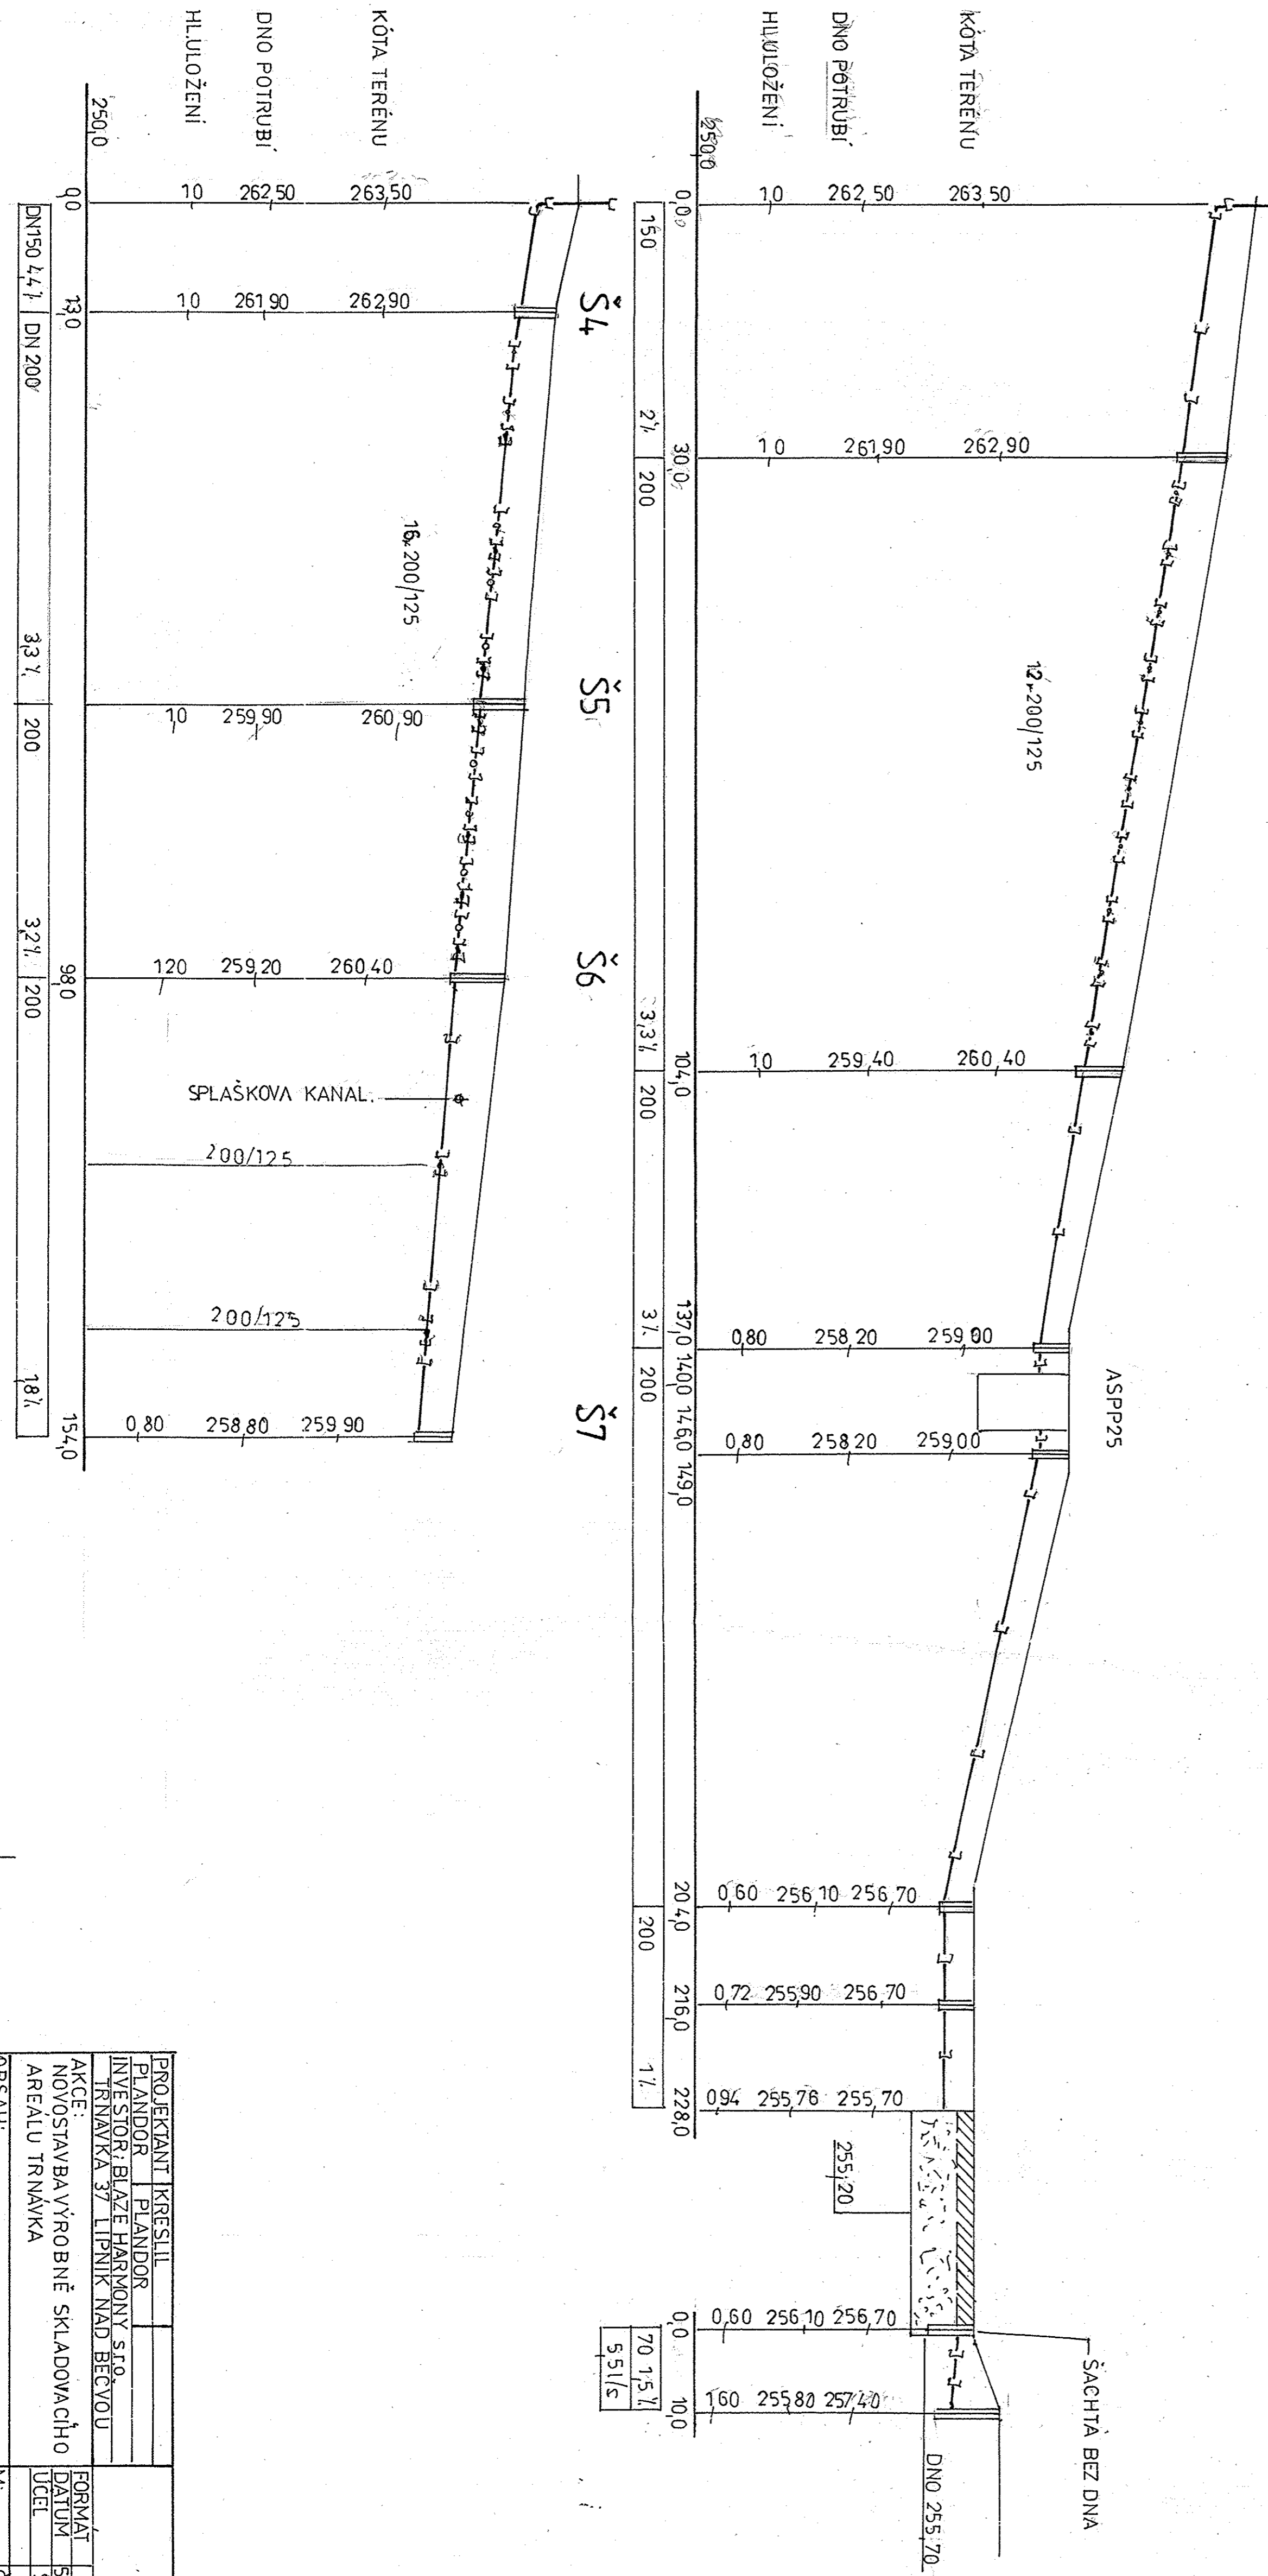 KÓTA TERÉNU
DNO POTRUBÍ
HL.ULOŽENÍ
250,0
263,50 262,90 260,40 259,00 259,00 256,70 256,70 255,70 256,70 257,40
262,50 261,90 259,40 258,20 258,20 256,10 255,90 255,76 256,10 255,80
1,0 1,0 1,0 0,80 0,80 0,60 0,72 0,94 0,60 1,60
0,0 30,0 104,0 137,0 140,0 146,0 149,0 204,0 216,0 228,0 0,0 10,0
150 2% 200 3,3% 200 3% 200 200 1%
70 1,5%
5,5 l/s
12x200/125
ASPP25
255,20
ŠACHTA BEZ DNA
DNO 255,70
Š4 Š5 Š6 Š7
KÓTA TERÉNU
DNO POTRUBÍ
HL.ULOŽENÍ
250,0
263,50 262,90 260,90 260,40 259,90
262,50 261,90 259,90 259,20 258,80
1,0 1,0 1,0 1,20 0,80
16x200/125
SPLAŠKOVA KANAL.
200/125
200/125
0,0 13,0 98,0 154,0
DN150 4,4% DN 200 3,3% 200 3,2% 200 1,8%
PROJEKTANT KRESLIL
PLANDOR PLANDOR
INVESTOR: BLAZE HARMONY s.r.o.
TRNÁVKA 37 LIPNIK NAD BEČVOU
AKCE:
NOVOSTAVBA VÝROBNĚ SKLADOVACÍHO
AREÁLU TRNÁVKA
FORMÁT
DATUM
ÚČEL